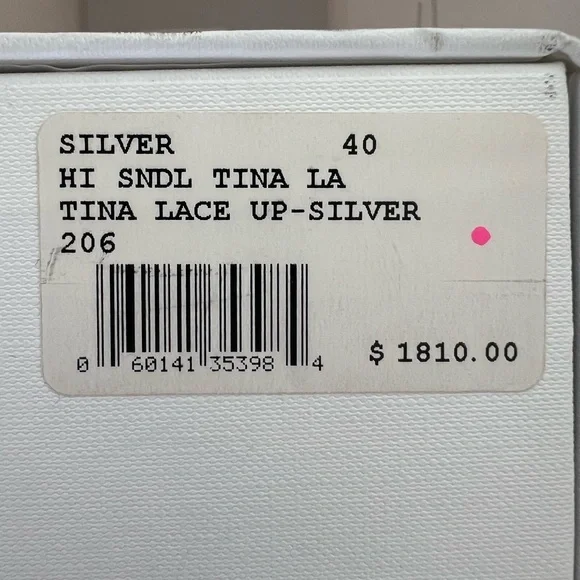 SILVER 40
HI SNDL TINA LA
TINA LACE UP-SILVER
206
0 60141 35398 4
$ 1810.00